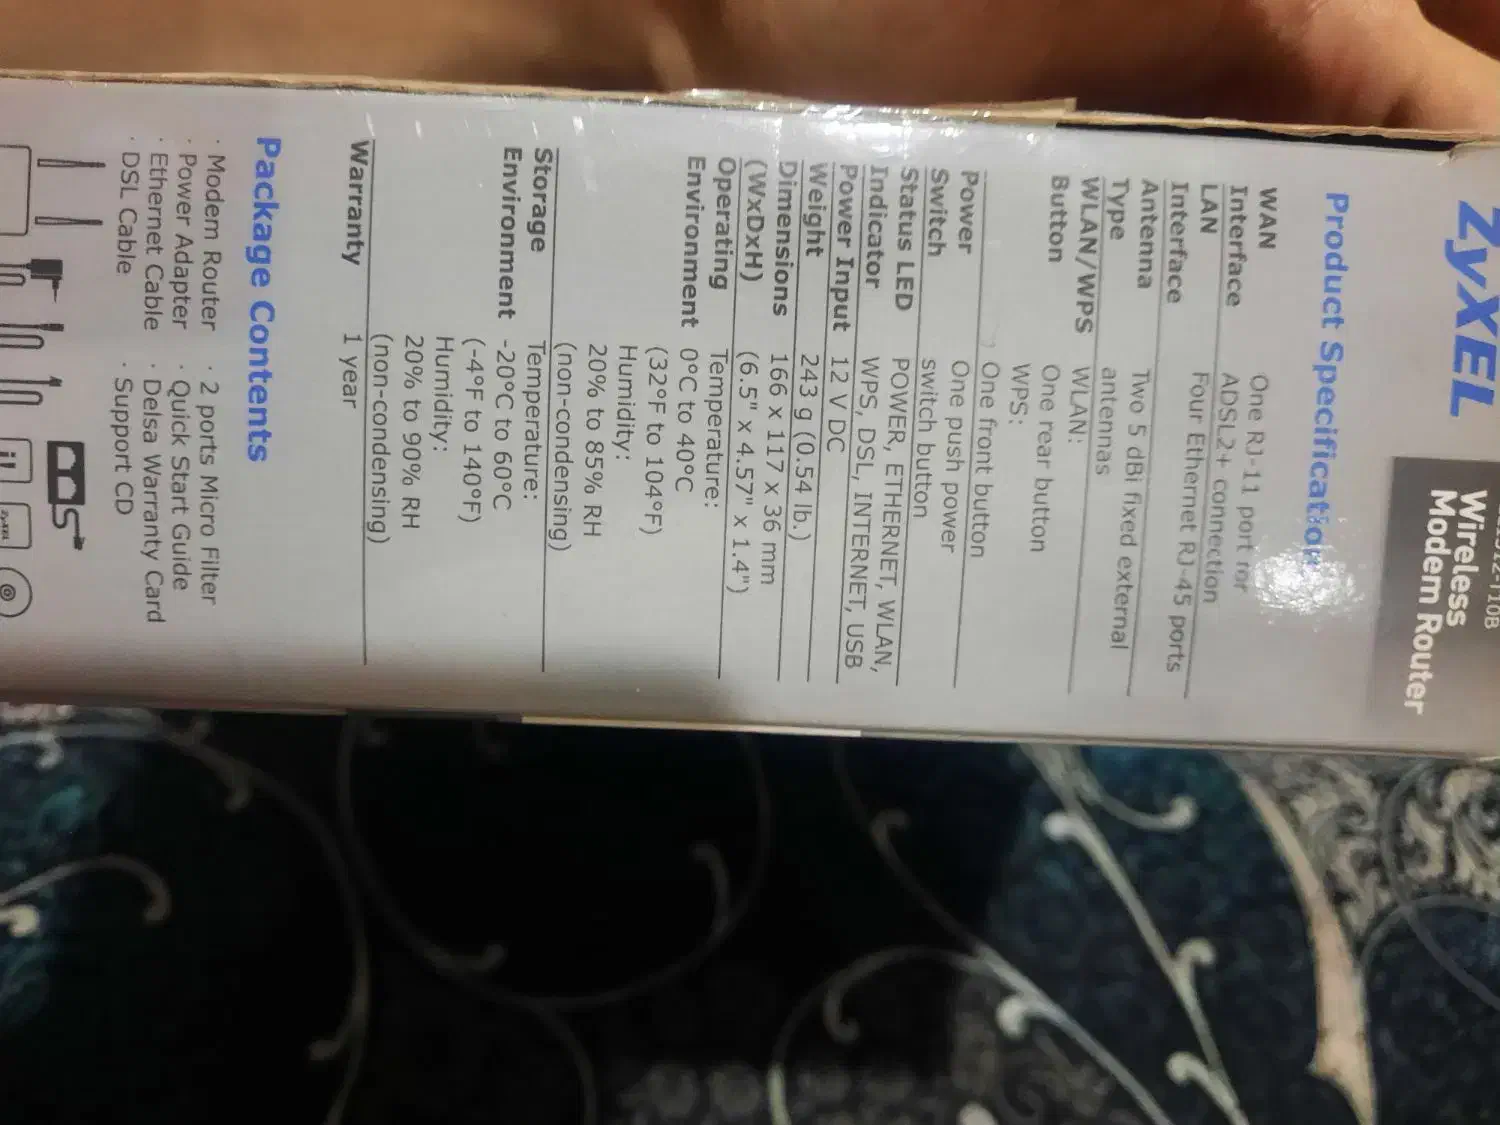 ZyXEL
Wireless
Modem Router
Product Specification
WAN Interface One RJ-11 port for
ADSL2+ connection
LAN Interface Four Ethernet RJ-45 ports
Antenna Type Two 5 dBi fixed external
antennas
WLAN/WPS Button WLAN:
One rear button
WPS:
One front button
Power Switch One push power
switch button
Status LED Indicator POWER, ETHERNET, WLAN,
WPS, DSL, INTERNET, USB
Power Input 12 V DC
Weight 243 g (0.54 lb.)
Dimensions 166 x 117 x 36 mm
(WxDxH) (6.5" x 4.57" x 1.4")
Operating Environment Temperature:
0°C to 40°C
(32°F to 104°F)
Humidity:
20% to 85% RH
(non-condensing)
Storage Environment Temperature:
-20°C to 60°C
(-4°F to 140°F)
Humidity:
20% to 90% RH
(non-condensing)
Warranty 1 year
Package Contents
· Modem Router · 2 ports Micro Filter
· Power Adapter · Quick Start Guide
· Ethernet Cable · Delsa Warranty Card
· DSL Cable · Support CD
ZyXEL